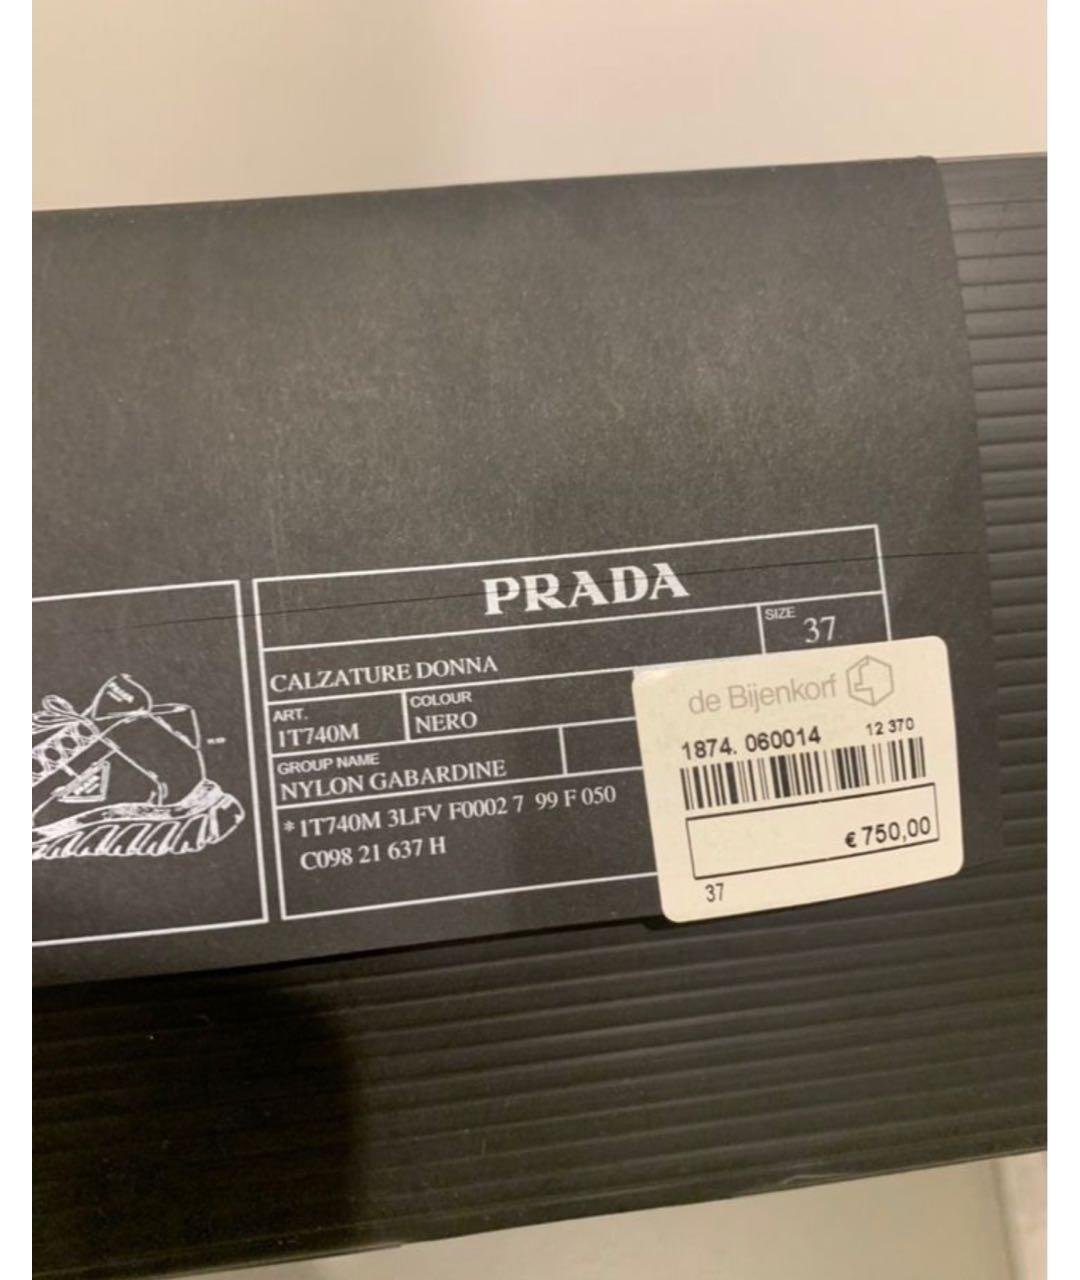 PRADA
SIZE
37
CALZATURE DONNA
ART.
1T740M
COLOUR
NERO
GROUP NAME
NYLON GABARDINE
* 1T740M 3LFV F0002 7 99 F 050
C098 21 637 H
de Bijenkorf
1874. 060014 12 370
€ 750,00
37